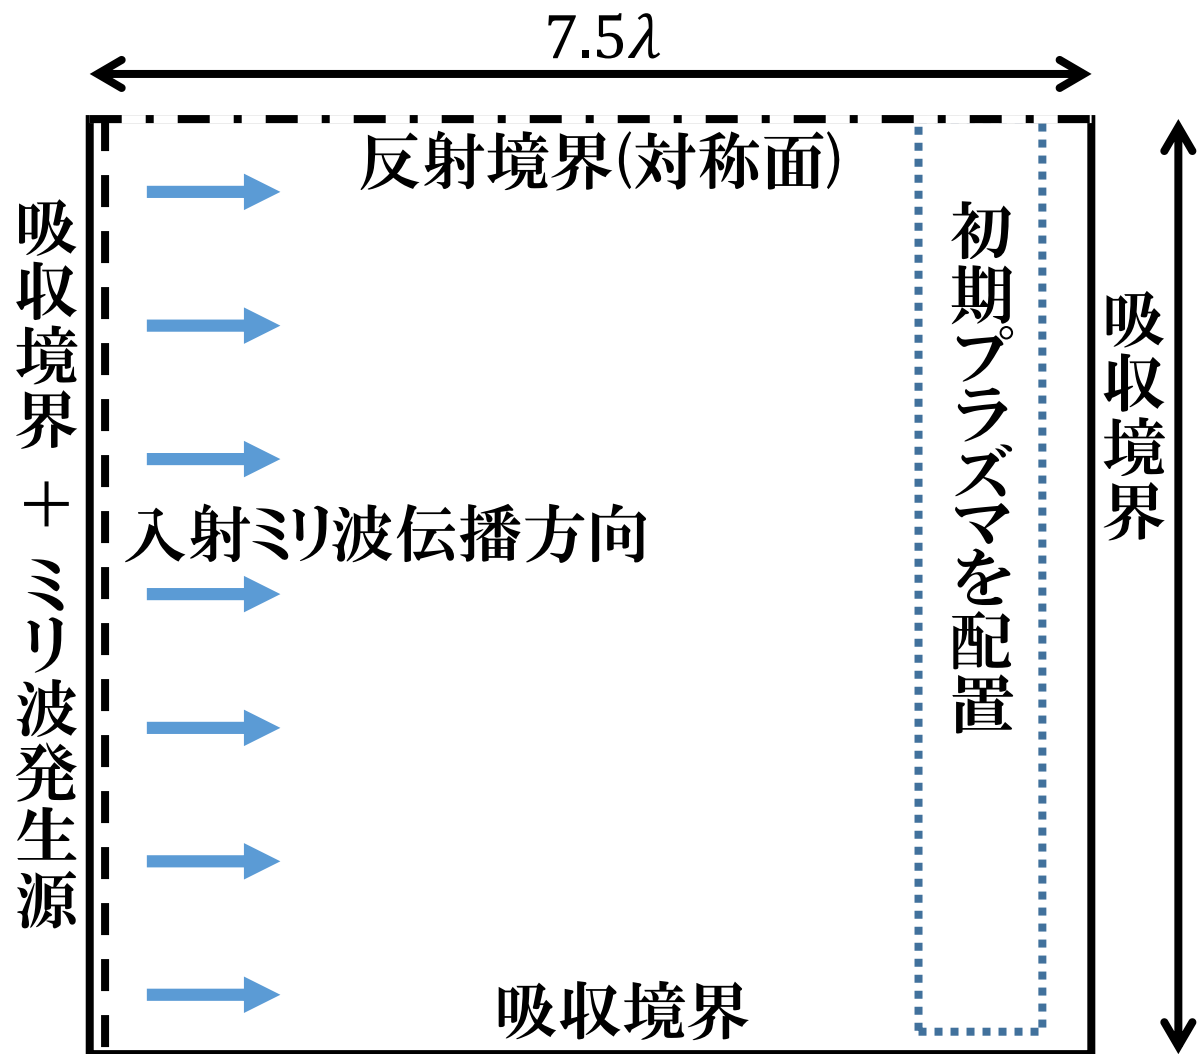 7.5λ
反射境界(対称面)
吸収境界 + ミリ波発生源
初期プラズマを配置
吸収境界
入射ミリ波伝播方向
吸収境界